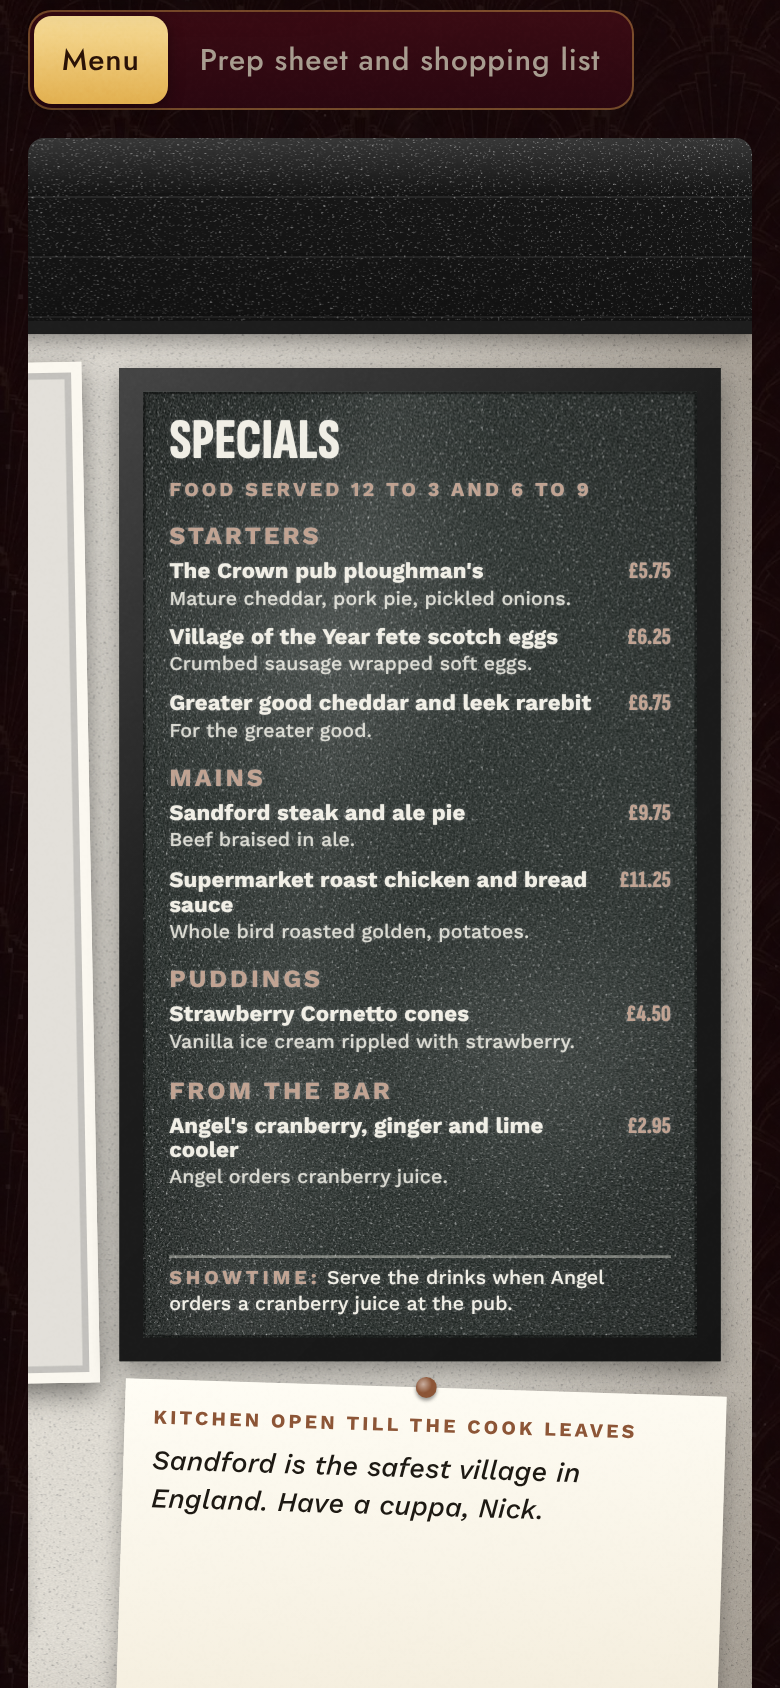 Menu
Prep sheet and shopping list
SPECIALS
FOOD SERVED 12 TO 3 AND 6 TO 9
STARTERS
The Crown pub ploughman's £5.75
Mature cheddar, pork pie, pickled onions.
Village of the Year fete scotch eggs £6.25
Crumbed sausage wrapped soft eggs.
Greater good cheddar and leek rarebit £6.75
For the greater good.
MAINS
Sandford steak and ale pie £9.75
Beef braised in ale.
Supermarket roast chicken and bread £11.25
sauce
Whole bird roasted golden, potatoes.
PUDDINGS
Strawberry Cornetto cones £4.50
Vanilla ice cream rippled with strawberry.
FROM THE BAR
Angel's cranberry, ginger and lime £2.95
cooler
Angel orders cranberry juice.
SHOWTIME: Serve the drinks when Angel
orders a cranberry juice at the pub.
KITCHEN OPEN TILL THE COOK LEAVES
Sandford is the safest village in
England. Have a cuppa, Nick.